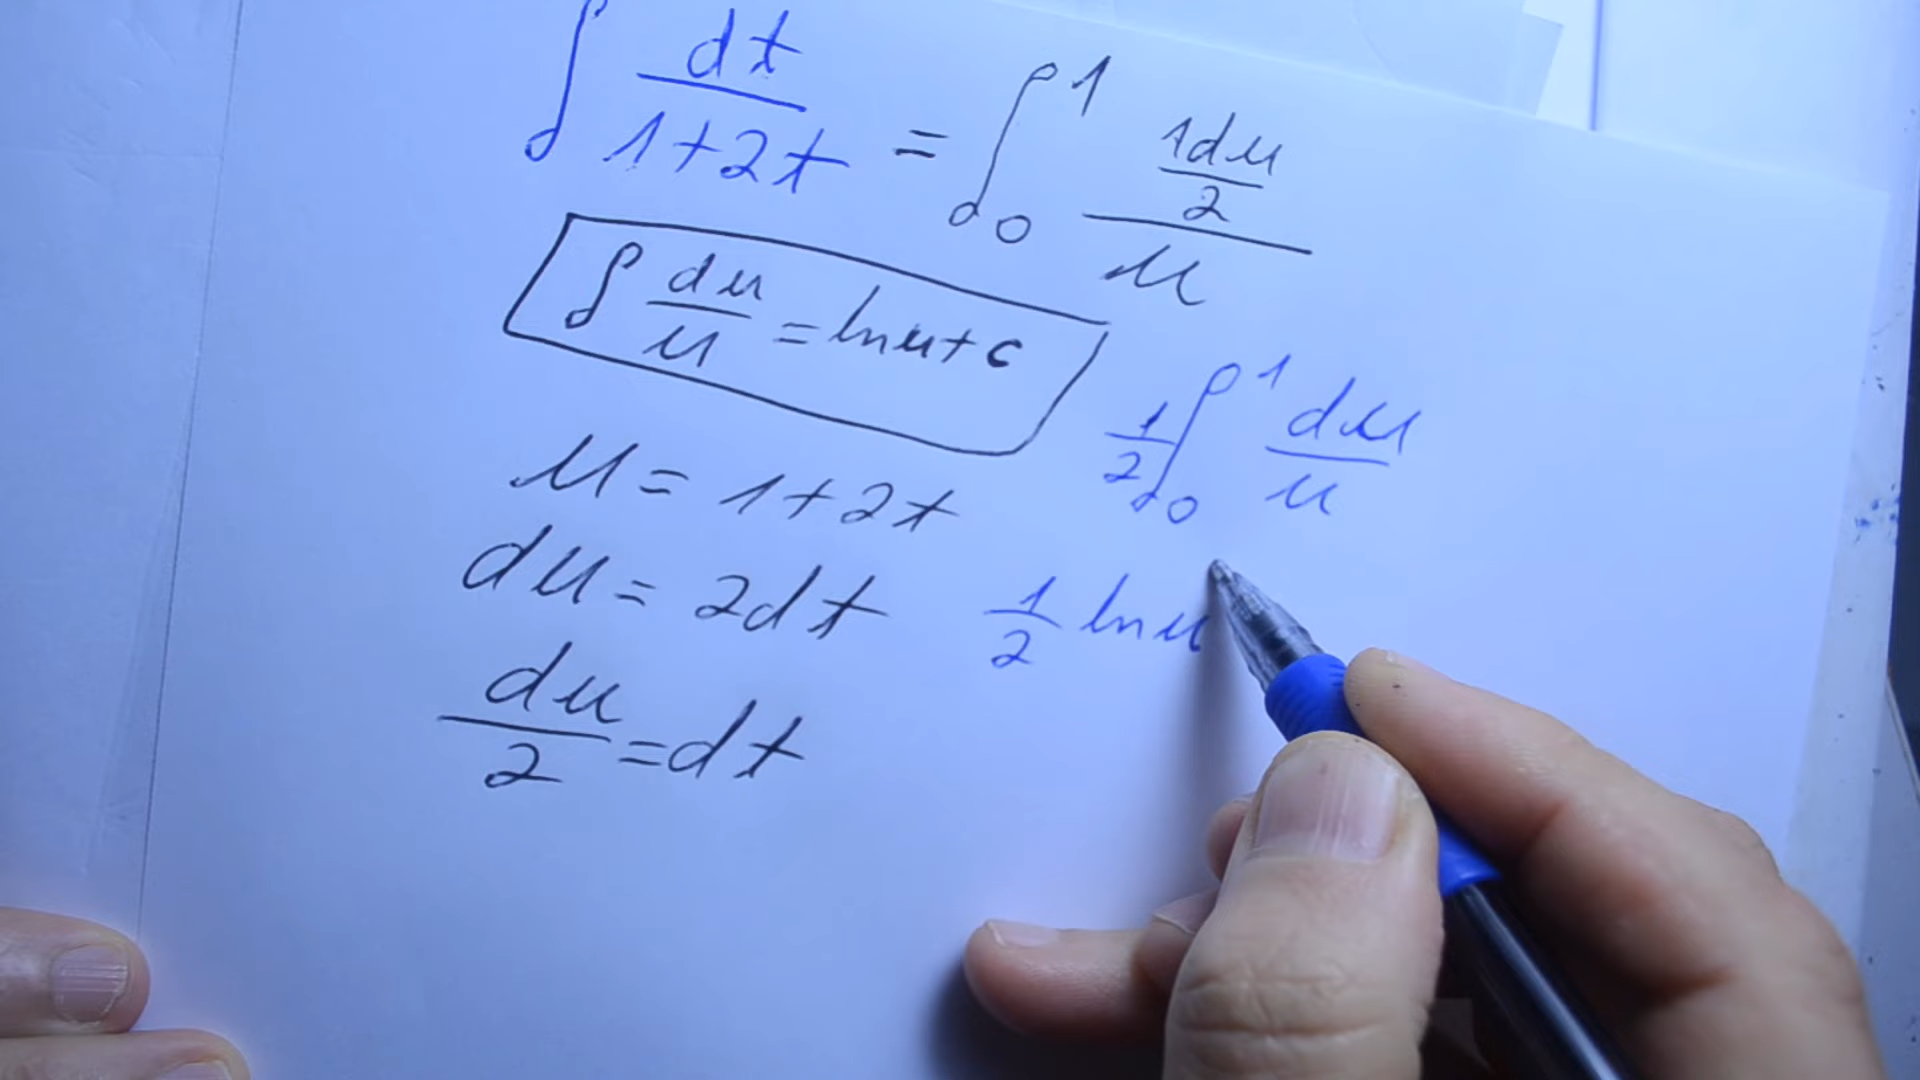 ∫ dt / 1+2t = ∫₀¹ 1du/2 / u
∫ du/u = ln u + c
u = 1+2t
du = 2dt
du/2 = dt
1/2 ∫₀¹ du/u
1/2 ln u